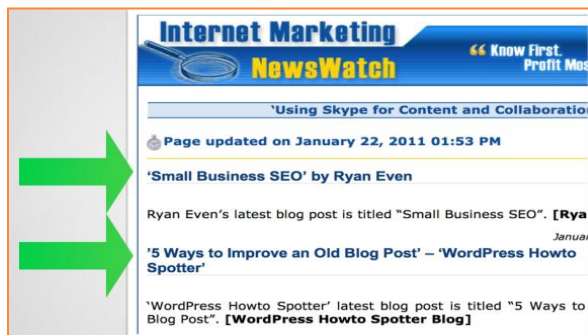 Internet Marketing
NewsWatch
“ Know First.
Profit Mos
‘Using Skype for Content and Collaboration
Page updated on January 22, 2011 01:53 PM
‘Small Business SEO’ by Ryan Even
Ryan Even’s latest blog post is titled “Small Business SEO”. [Rya
Januar
’5 Ways to Improve an Old Blog Post’ – ‘WordPress Howto
Spotter’
‘WordPress Howto Spotter’ latest blog post is titled “5 Ways to
Blog Post”. [WordPress Howto Spotter Blog]